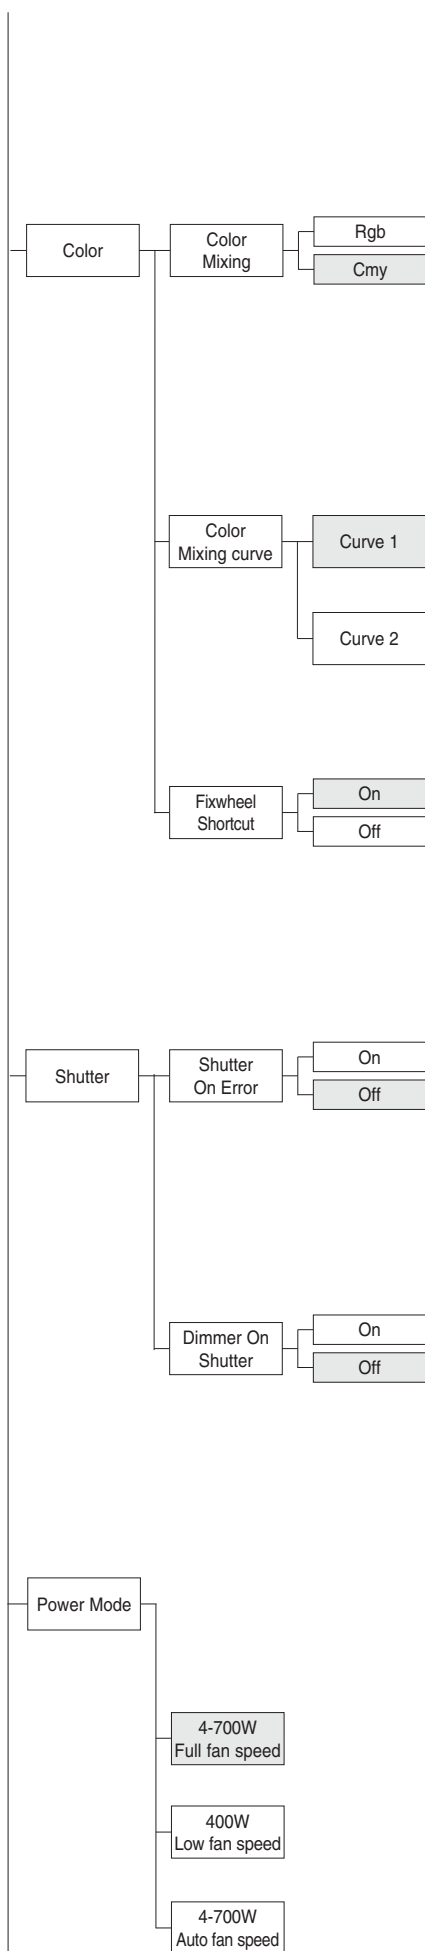 Color
Color
Mixing
Rgb
Cmy
Color
Mixing curve
Curve 1
Curve 2
Fixwheel
Shortcut
On
Off
Shutter
Shutter
On Error
On
Off
Dimmer On
Shutter
On
Off
Power Mode
4-700W
Full fan speed
400W
Low fan speed
4-700W
Auto fan speed